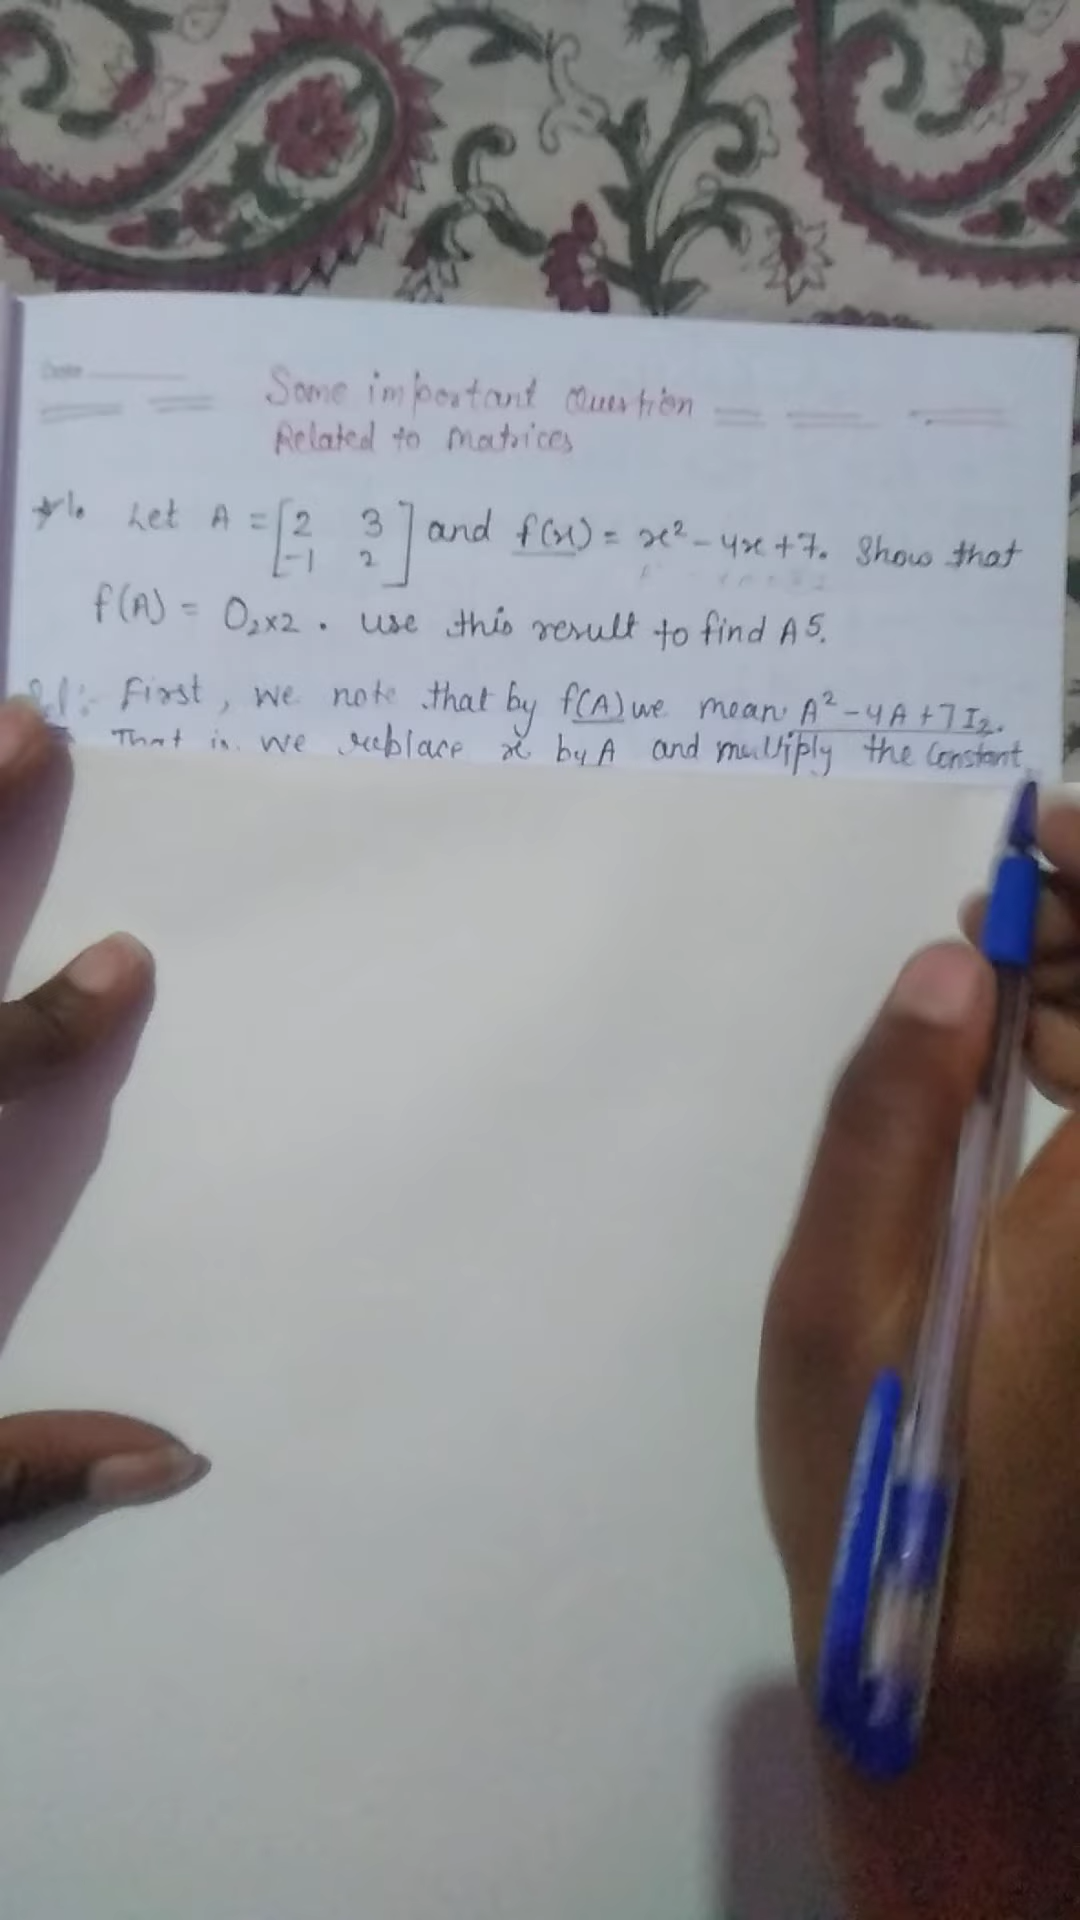 Date
Some important Question
Related to Matrices
*1. Let A = [2 3 and f(x) = x² - 4x + 7. Show that
-1 2]
f(A) = O₂ₓ₂. use this result to find A5.
Sol:- First, we note that by f(A) we mean A² - 4A + 7I₂.
That is we replace x by A and multiply the constant